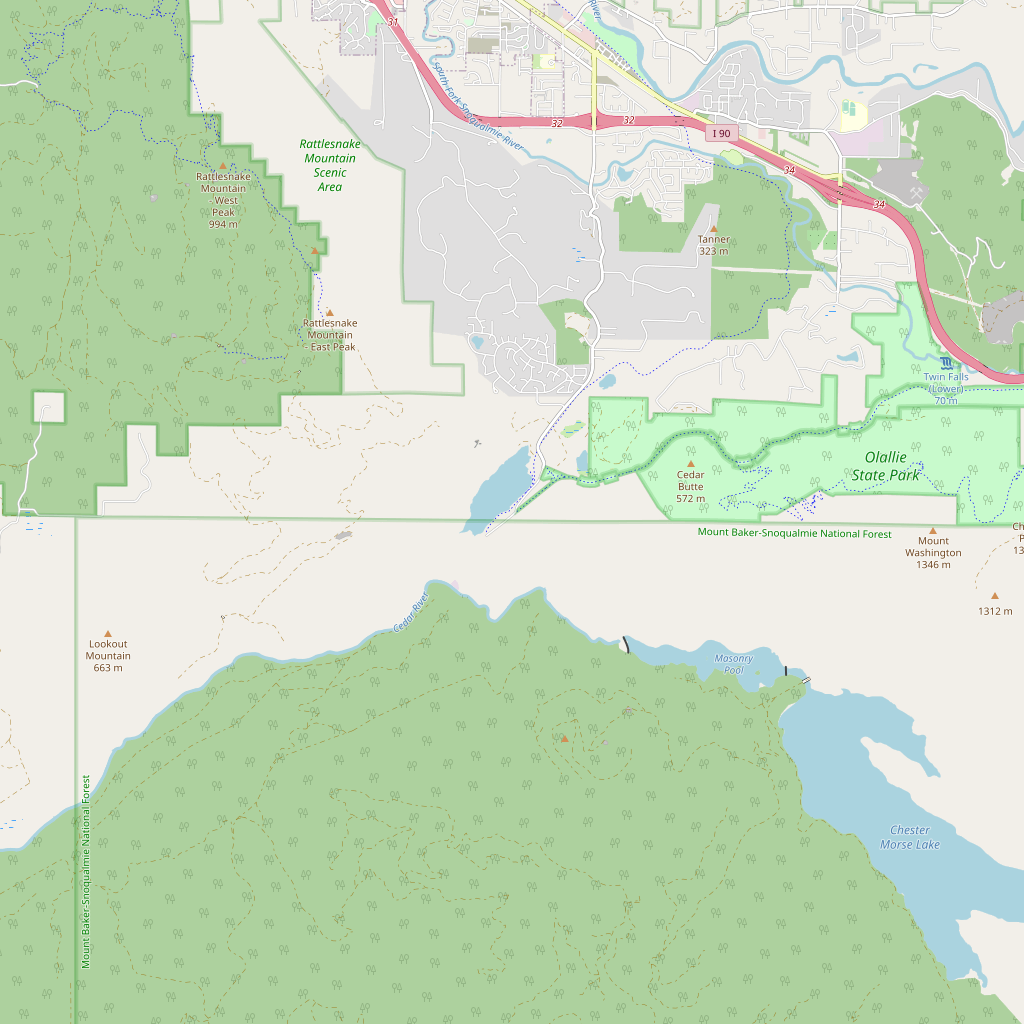 31
River
South Fork Snoqualmie River
32
32
I 90
34
34
Rattlesnake
Mountain
Scenic
Area
Rattlesnake
Mountain
- West
Peak
994 m
Tanner
323 m
Rattlesnake
Mountain
- East Peak
Twin Falls
(Lower)
70 m
Olallie
State Park
Cedar
Butte
572 m
Mount Baker-Snoqualmie National Forest
Mount
Washington
1346 m
1312 m
Cedar River
Lookout
Mountain
663 m
Masonry
Pool
Chester
Morse Lake
Mount Baker-Snoqualmie National Forest